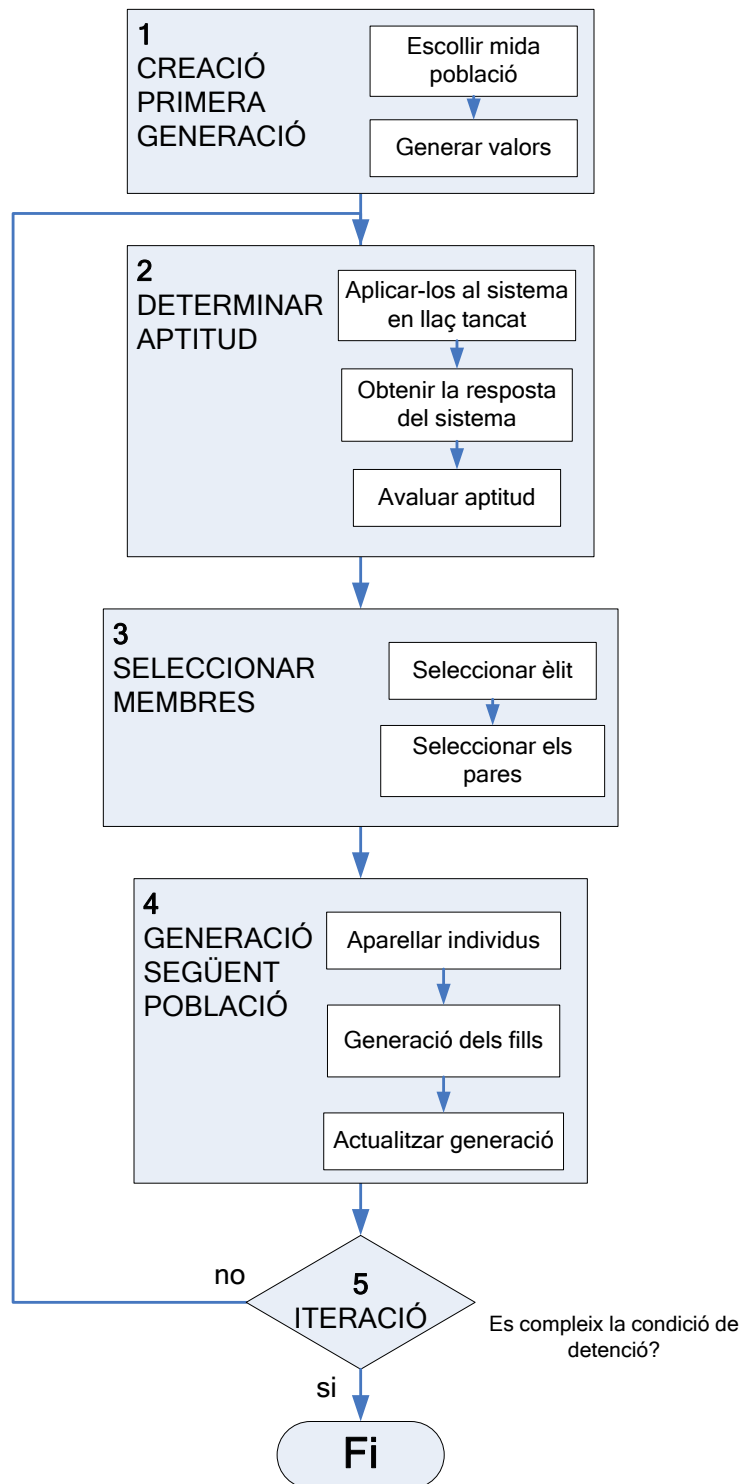 1
CREACIÓ
PRIMERA
GENERACIÓ
Escollir mida
població
Generar valors
2
DETERMINAR
APTITUD
Aplicar-los al sistema
en llaç tancat
Obtenir la resposta
del sistema
Avaluar aptitud
3
SELECCIONAR
MEMBRES
Seleccionar èlit
Seleccionar els
pares
4
GENERACIÓ
SEGÜENT
POBLACIÓ
Aparellar individus
Generació dels fills
Actualitzar generació
no
5
ITERACIÓ
Es compleix la condició de
detenció?
si
Fi